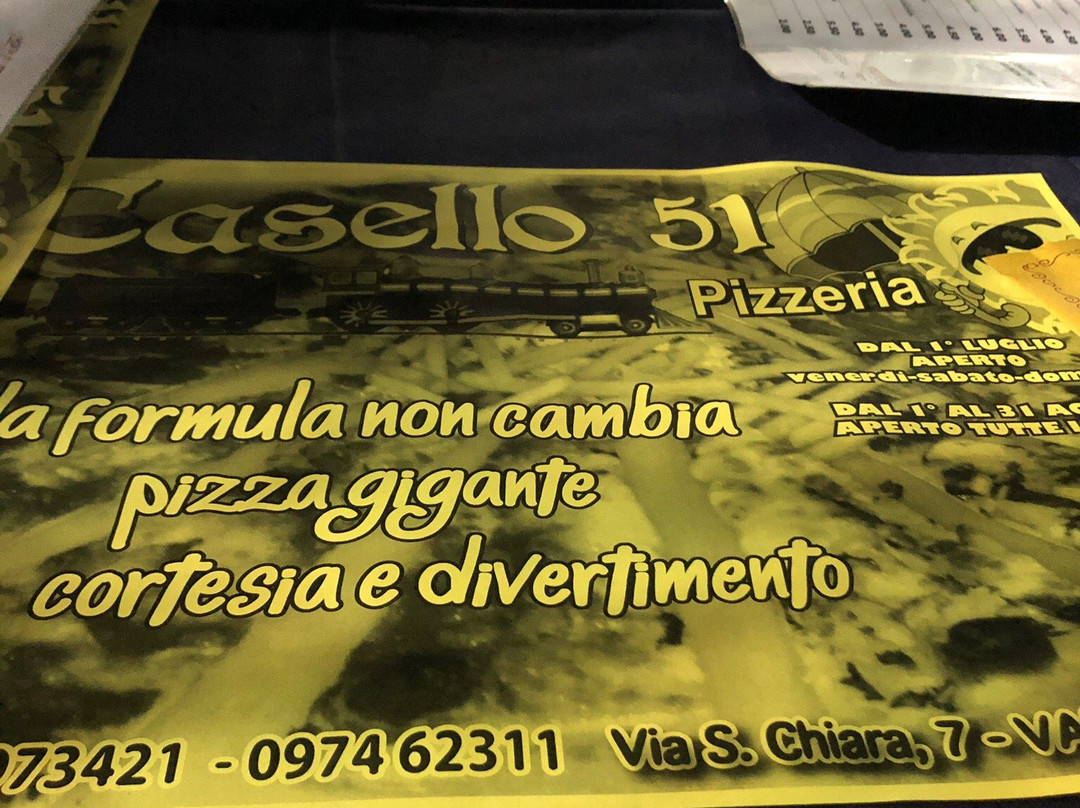 Casello 51
Pizzeria
DAL 1° LUGLIO
APERTO
venerdi-sabato-dom
DAL 1° AL 31 AG
APERTO TUTTE L
la formula non cambia
pizza gigante
cortesia e divertimento
073421 - 0974 62311 Via S. Chiara, 7 - VA